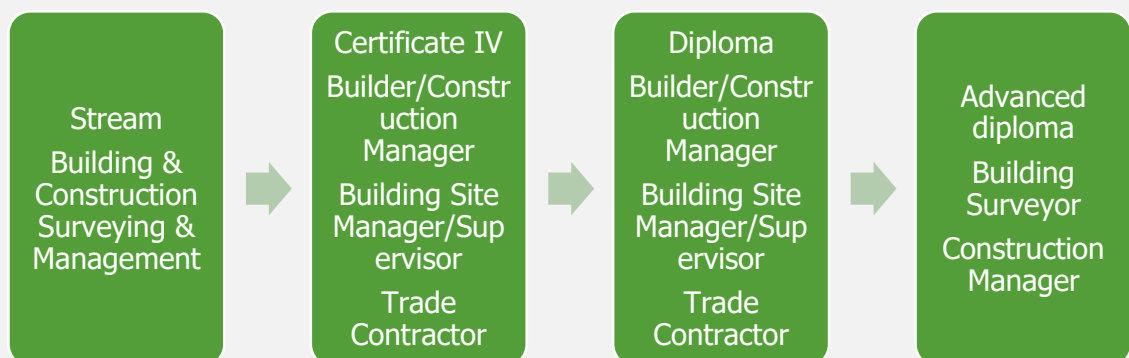 Stream
Building &
Construction
Surveying &
Management
Certificate IV
Builder/Constr
uction
Manager
Building Site
Manager/Sup
ervisor
Trade
Contractor
Diploma
Builder/Constr
uction
Manager
Building Site
Manager/Sup
ervisor
Trade
Contractor
Advanced
diploma
Building
Surveyor
Construction
Manager